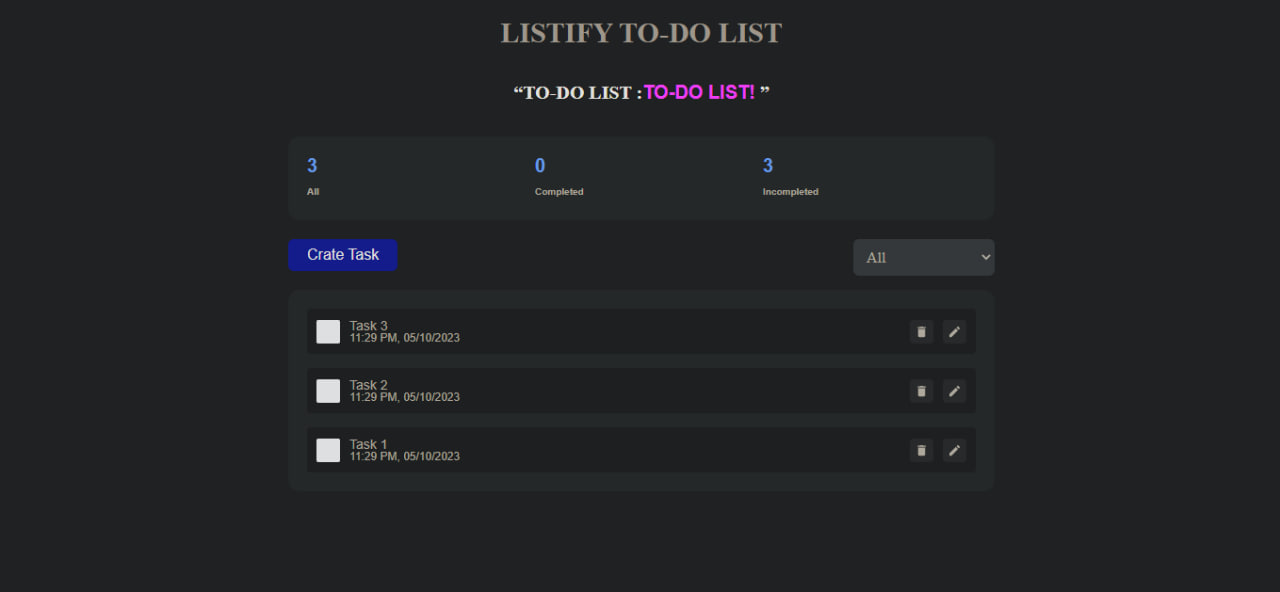 LISTIFY TO-DO LIST
“TO-DO LIST :TO-DO LIST! ”
3 0 3
All Completed Incompleted
Crate Task All
Task 3
11:29 PM, 05/10/2023
Task 2
11:29 PM, 05/10/2023
Task 1
11:29 PM, 05/10/2023